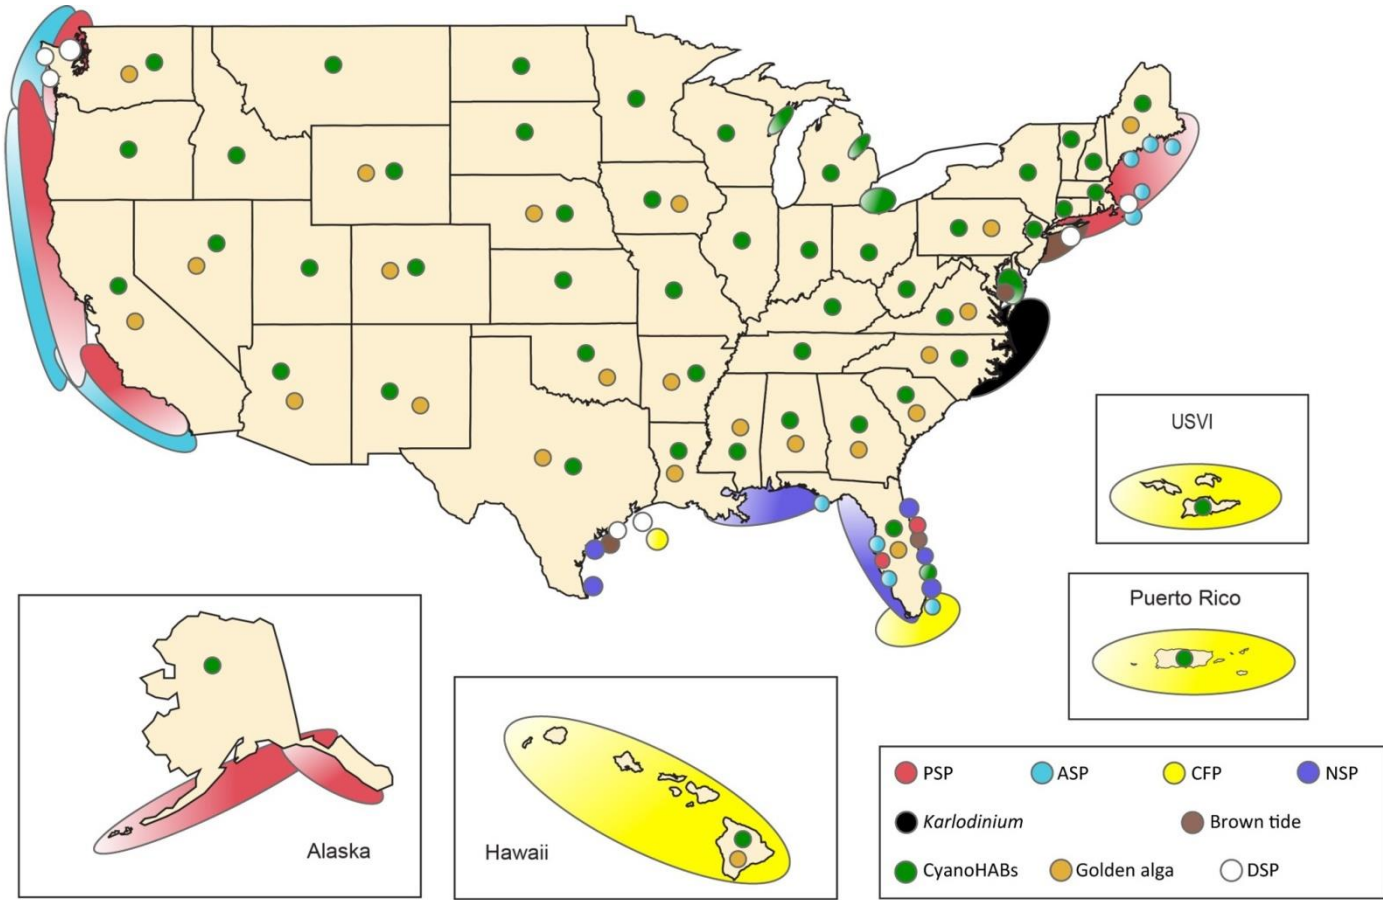 USVI
Puerto Rico
Alaska
Hawaii
PSP ASP CFP NSP
Karlodinium Brown tide
CyanoHABs Golden alga DSP